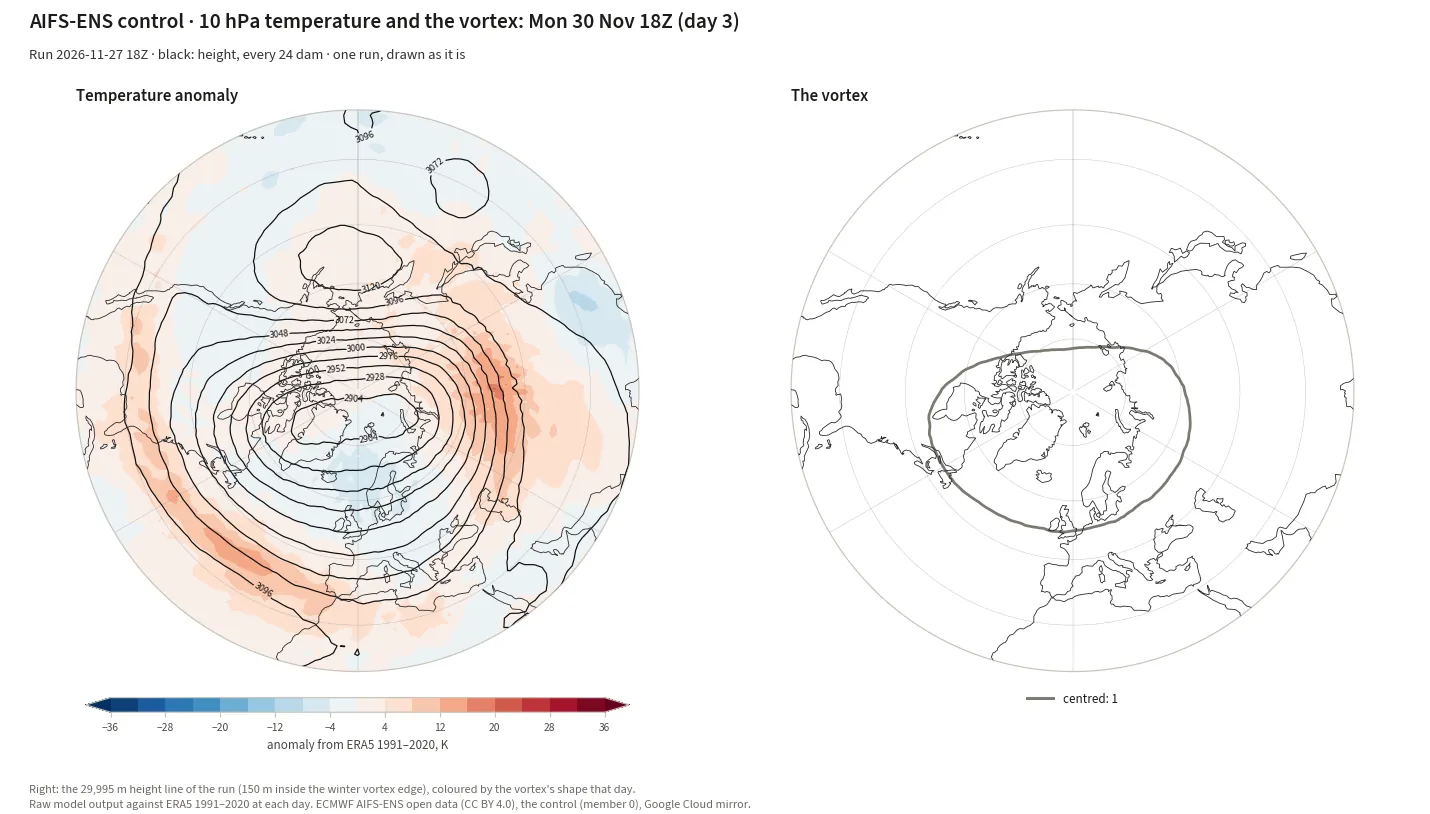 AIFS-ENS control · 10 hPa temperature and the vortex: Mon 30 Nov 18Z (day 3)
Run 2026-11-27 18Z · black: height, every 24 dam · one run, drawn as it is
Temperature anomaly
The vortex
3096
3072
3120
3096
3072
3048
3024
3000
2976
2952
2928
2904
2904
3096
−36 −28 −20 −12 −4 4 12 20 28 36
anomaly from ERA5 1991–2020, K
centred: 1
Right: the 29,995 m height line of the run (150 m inside the winter vortex edge), coloured by the vortex's shape that day.
Raw model output against ERA5 1991–2020 at each day. ECMWF AIFS-ENS open data (CC BY 4.0), the control (member 0), Google Cloud mirror.